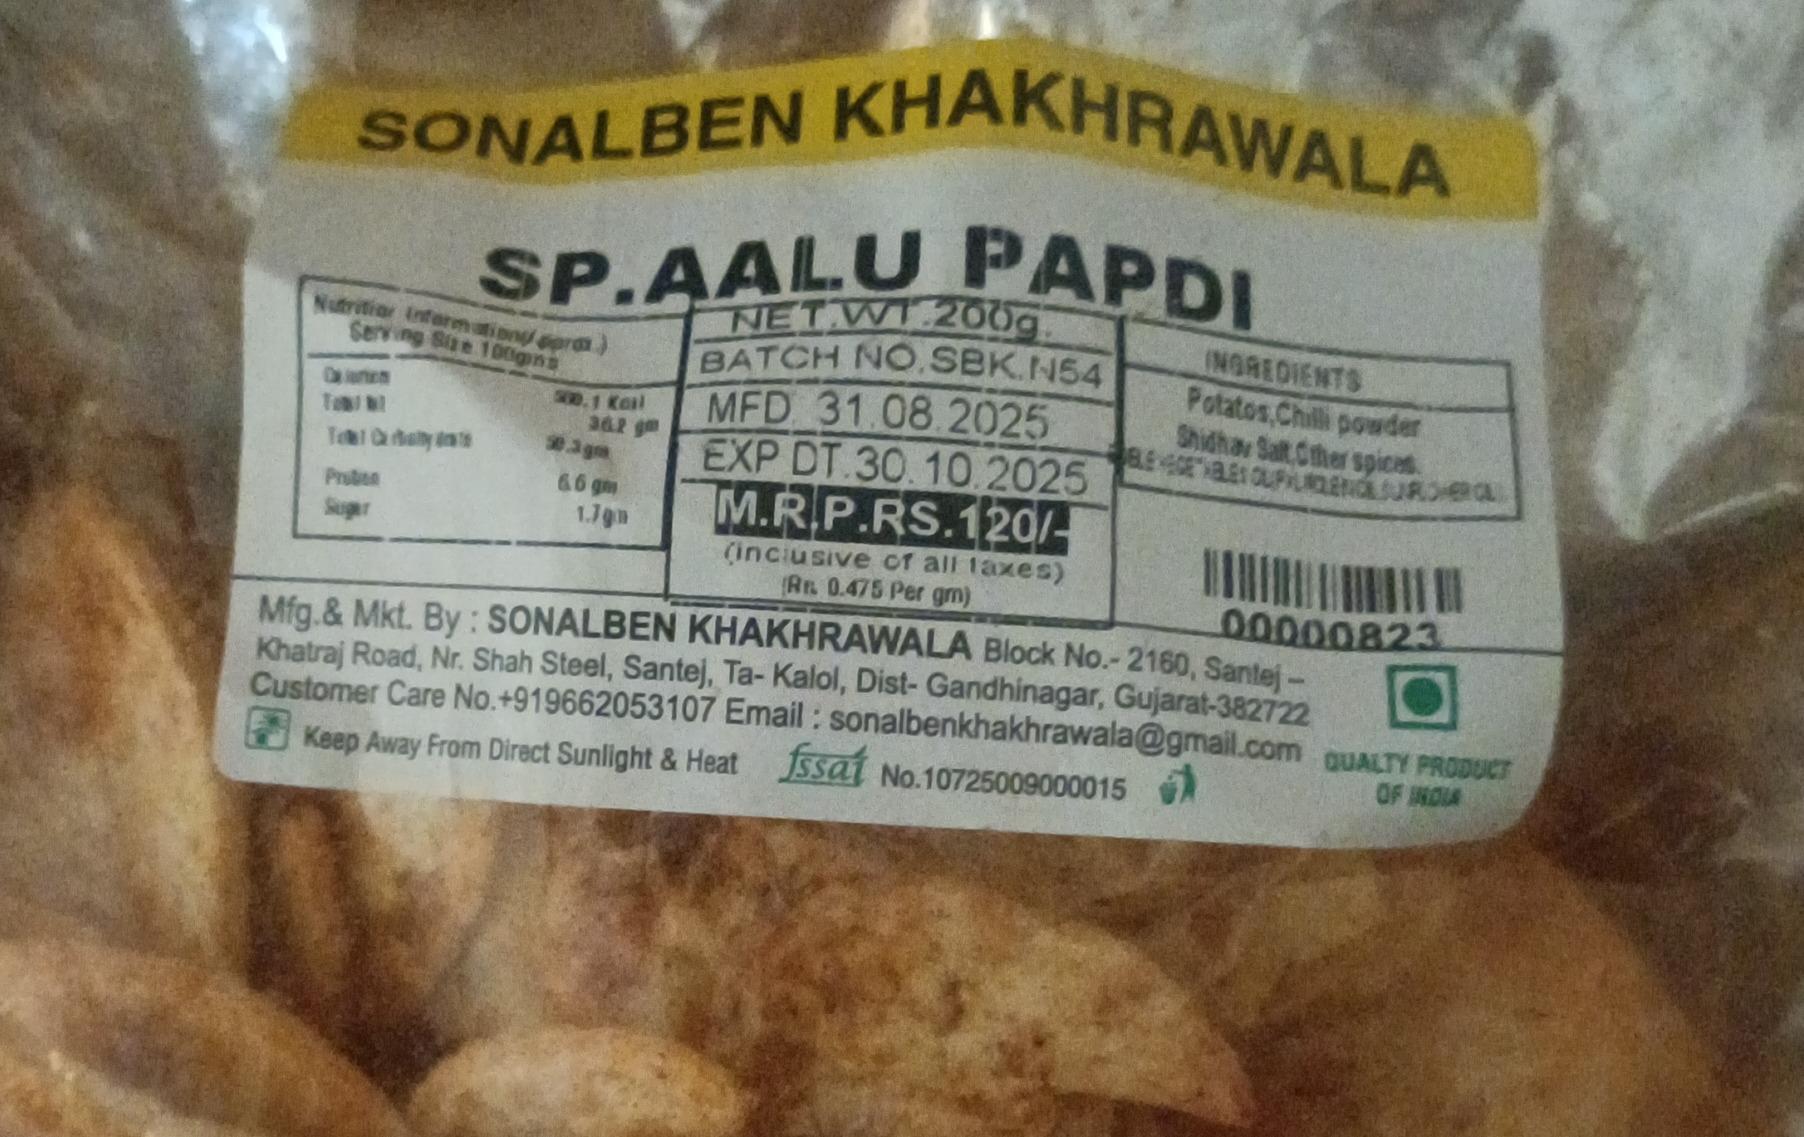 SONALBEN KHAKHRAWALA
SP.AALU PAPDI
Serving Size 100gms
36.2 gm
6.6 gm
Sugar 1.7gm
NET.WT.200g.
BATCH NO.SBK.N54
MFD. 31.08.2025
EXP DT.30.10.2025
M.R.P.RS.120/-
(inclusive of all taxes)
0.475 Per gm)
INGREDIENTS
Potatos,Chilli powder
Salt,Other spices.
00000823
Mfg.& Mkt. By : SONALBEN KHAKHRAWALA Block No.- 2160, Santej –
Khatraj Road, Nr. Shah Steel, Santej, Ta- Kalol, Dist- Gandhinagar, Gujarat-382722
Customer Care No.+919662053107 Email : sonalbenkhakhrawala@gmail.com
Keep Away From Direct Sunlight & Heat fssai No.10725009000015
QUALTY PRODUCT
OF INDIA